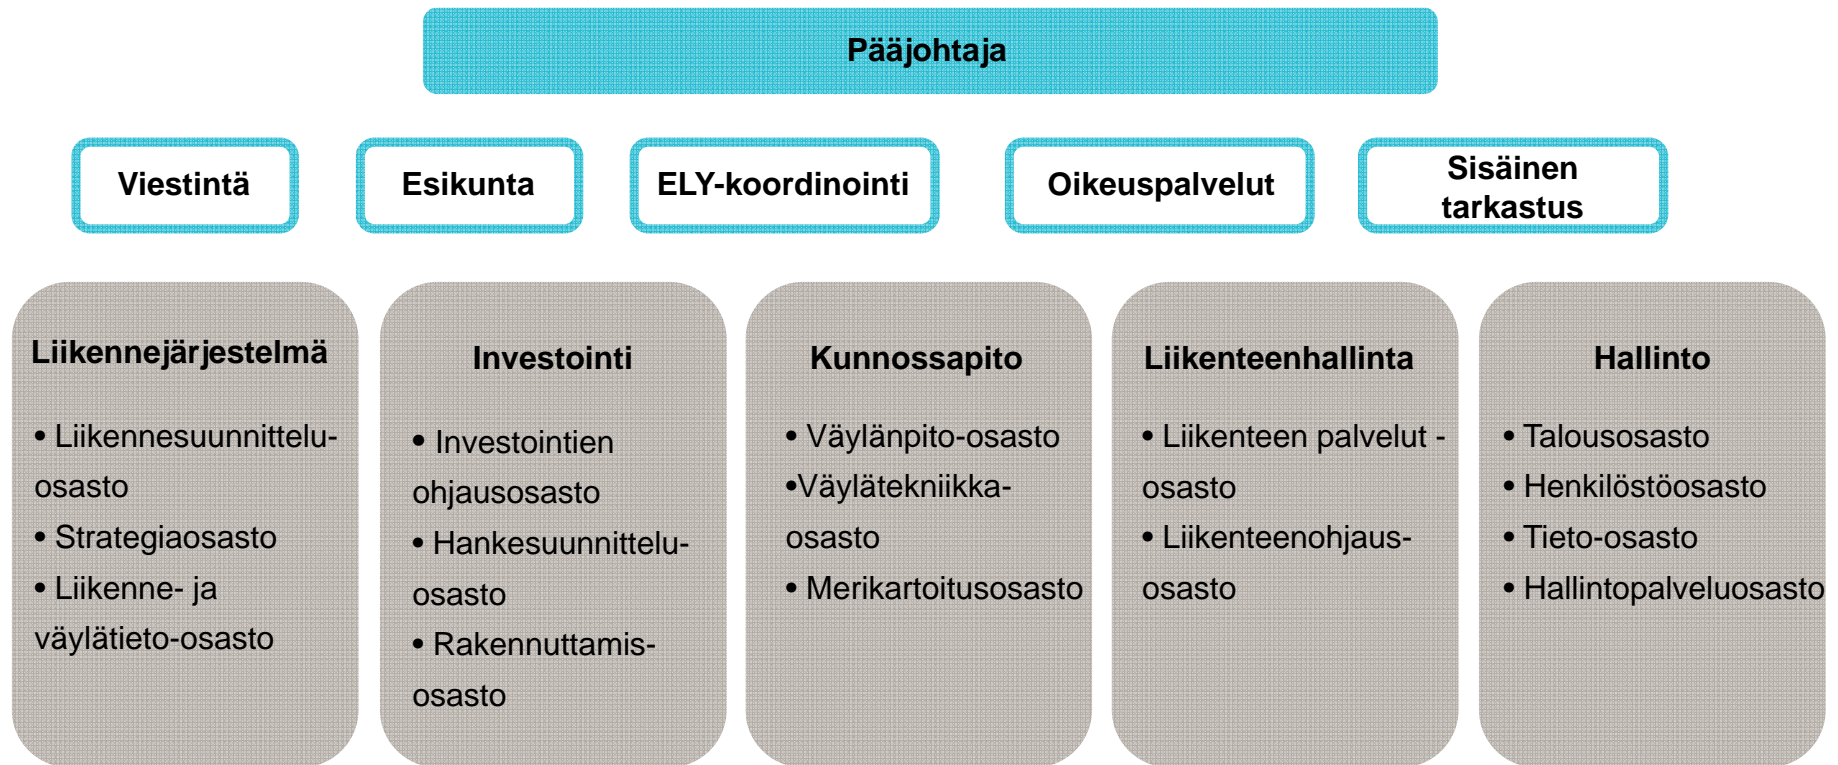 Pääjohtaja
Viestintä
Esikunta
ELY-koordinointi
Oikeuspalvelut
Sisäinen
tarkastus
Liikennejärjestelmä
• Liikennesuunnittelu-
osasto
• Strategiaosasto
• Liikenne- ja
väylätieto-osasto
Investointi
• Investointien
ohjausosasto
• Hankesuunnittelu-
osasto
• Rakennuttamis-
osasto
Kunnossapito
• Väylänpito-osasto
•Väylätekniikka-
osasto
• Merikartoitusosasto
Liikenteenhallinta
• Liikenteen palvelut -
osasto
• Liikenteenohjaus-
osasto
Hallinto
• Talousosasto
• Henkilöstöosasto
• Tieto-osasto
• Hallintopalveluosasto